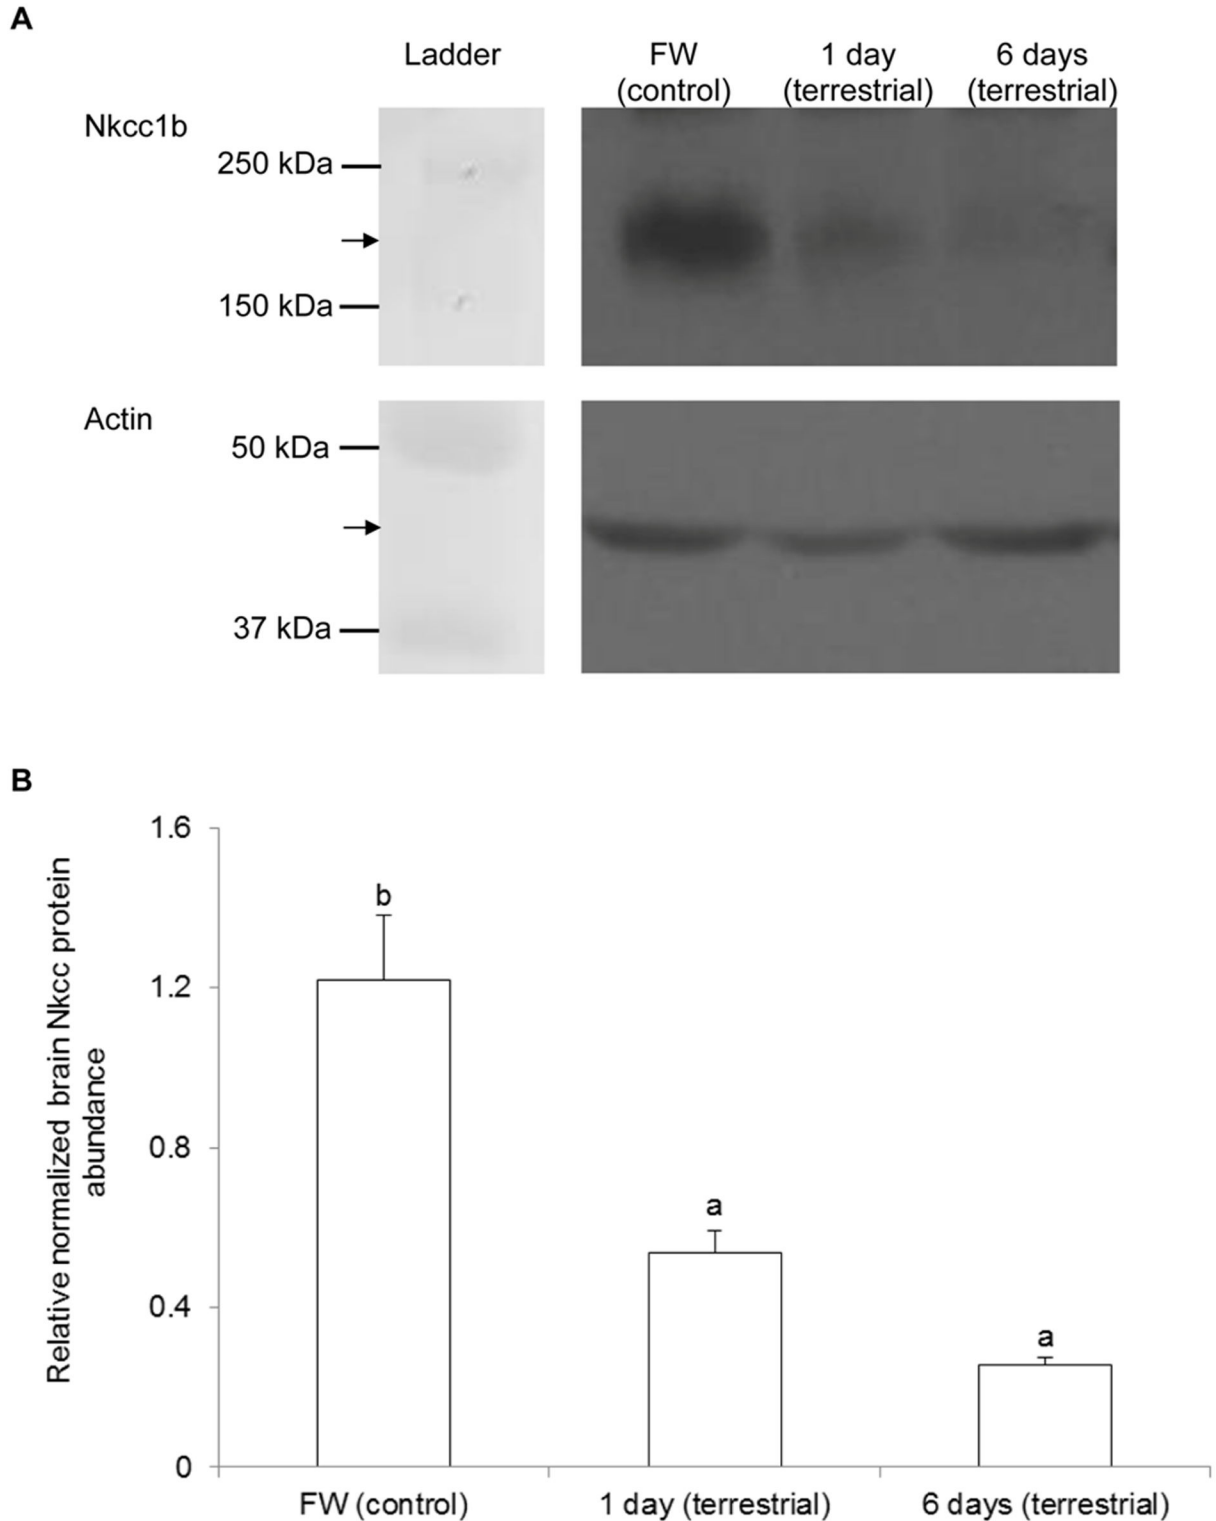 A
Ladder
FW
(control)
1 day
(terrestrial)
6 days
(terrestrial)
Nkcc1b
250 kDa
150 kDa
Actin
50 kDa
37 kDa
B
Relative normalized brain Nkcc protein
abundance
1.6
1.2
0.8
0.4
0
b
a
a
FW (control)
1 day (terrestrial)
6 days (terrestrial)